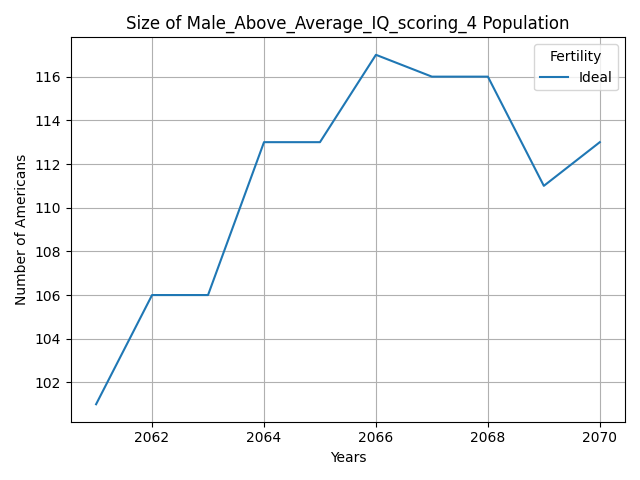 Size of Male_Above_Average_IQ_scoring_4 Population
Fertility
Ideal
Number of Americans
116
114
112
110
108
106
104
102
2062 2064 2066 2068 2070
Years